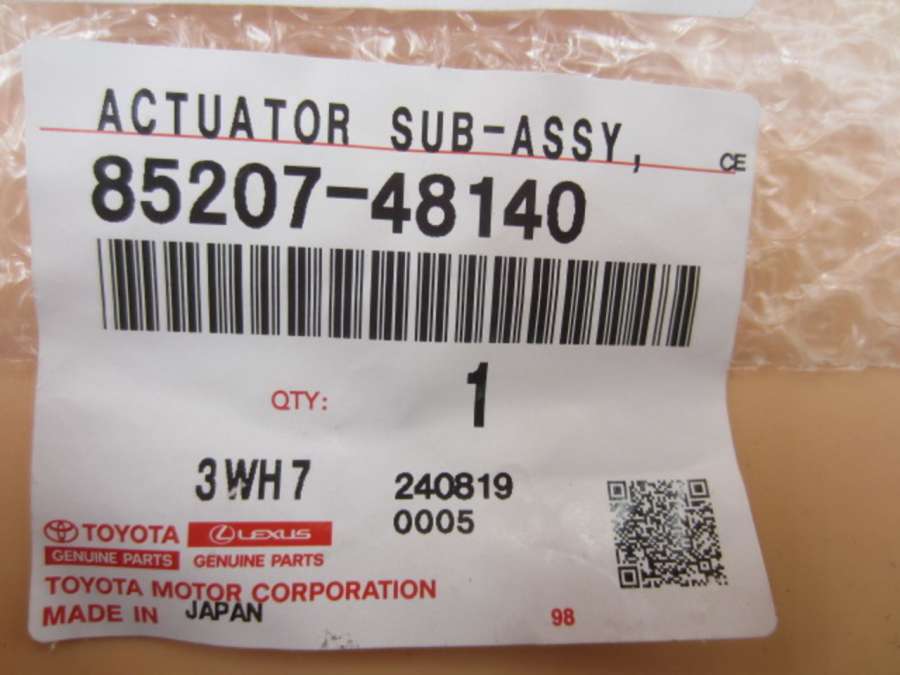 ACTUATOR SUB-ASSY,
CE
85207-48140
QTY: 1
3WH7 240819
0005
TOYOTA LEXUS
GENUINE PARTS GENUINE PARTS
TOYOTA MOTOR CORPORATION
MADE IN JAPAN
98